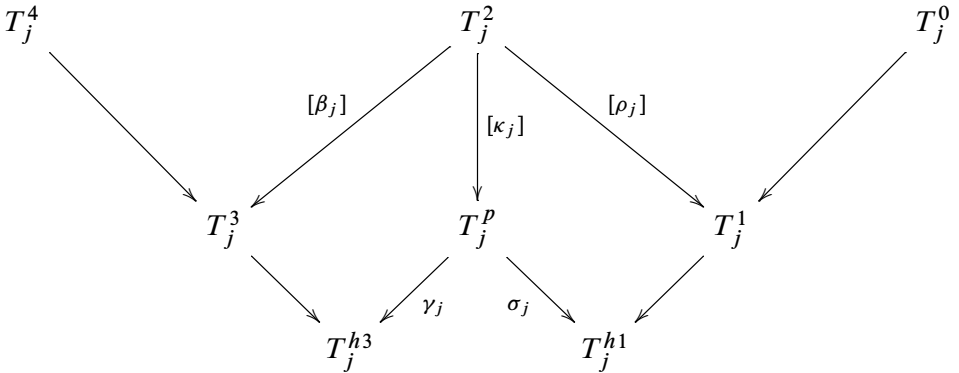 T_j^4 T_j^2 T_j^0
[β_j] [κ_j] [ρ_j]
T_j^3 T_j^p T_j^1
γ_j σ_j
T_j^{h3} T_j^{h1}